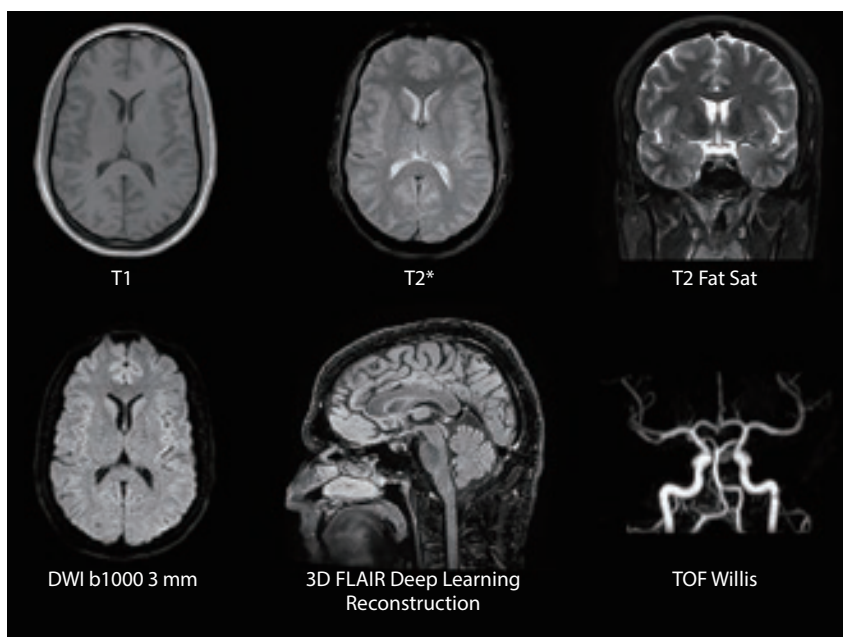 T1
T2*
T2 Fat Sat
DWI b1000 3 mm
3D FLAIR Deep Learning
Reconstruction
TOF Willis